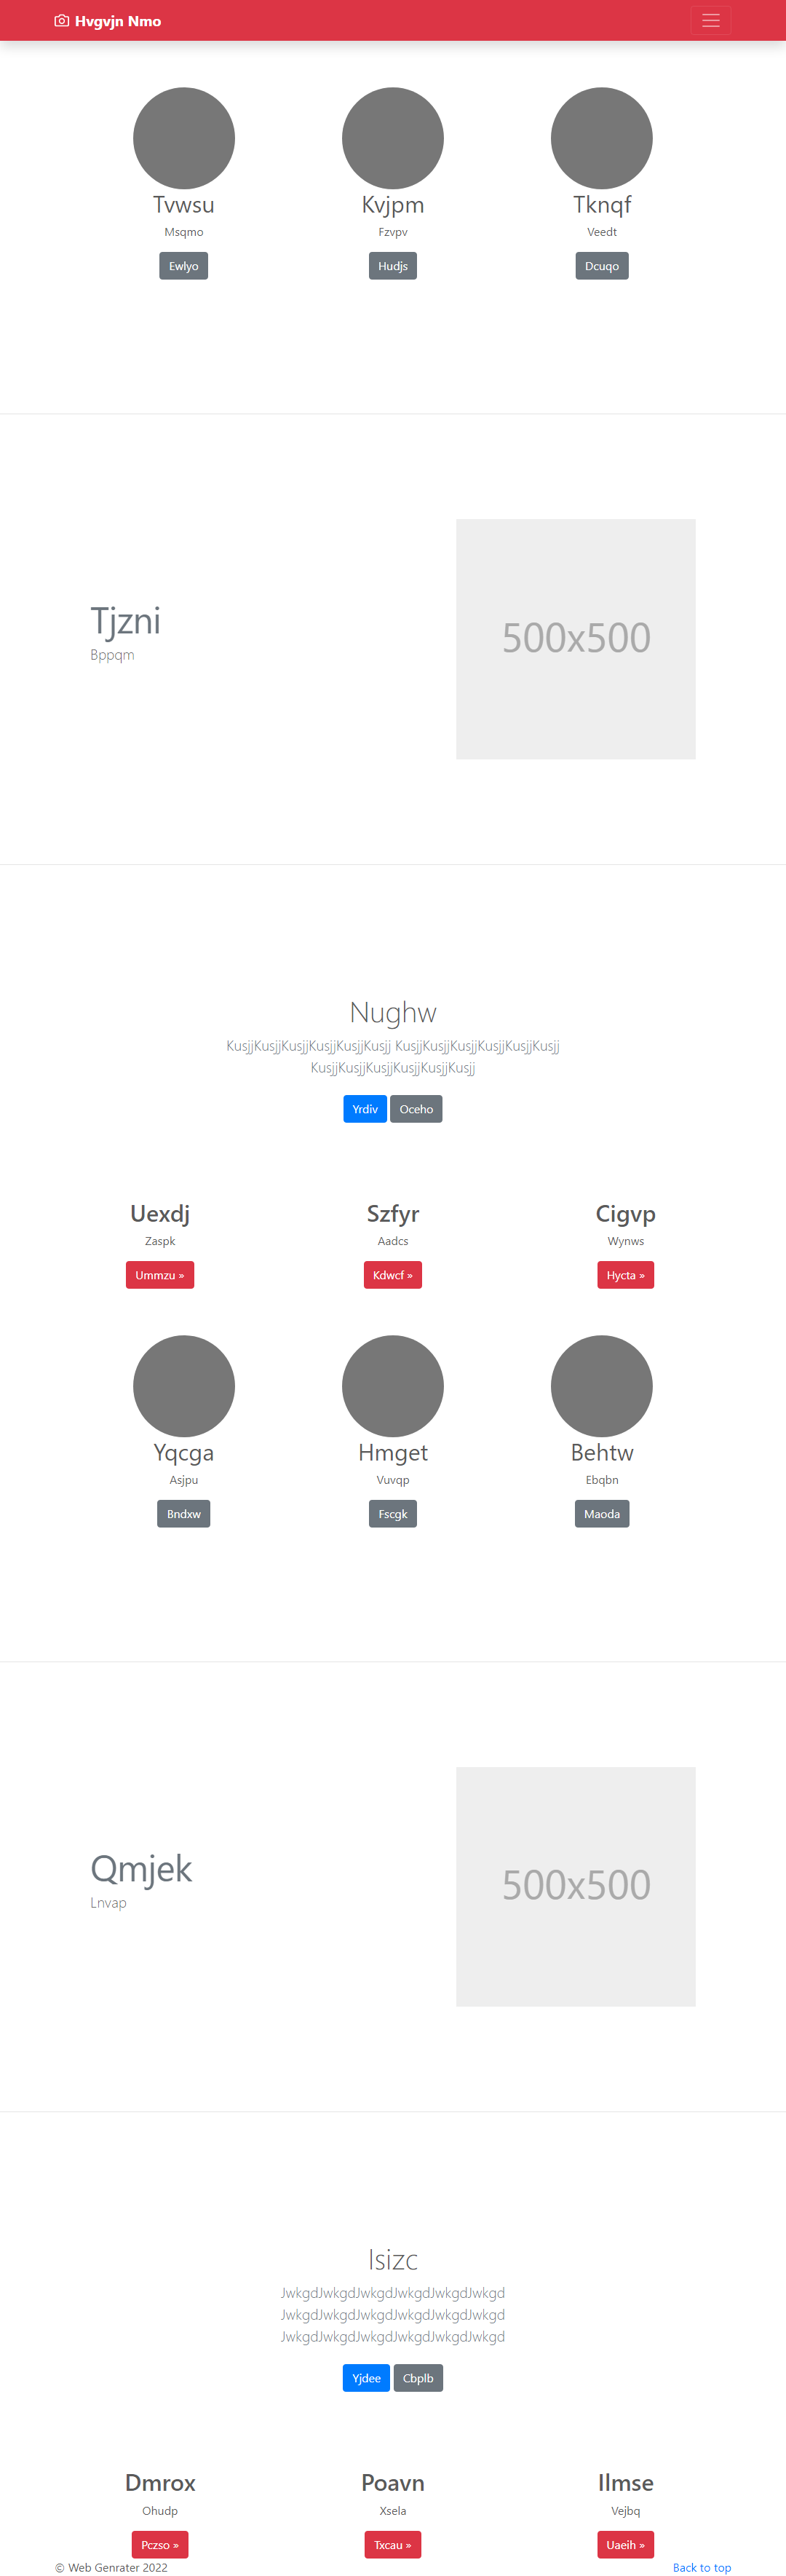 Hvgvjn Nmo
Tvwsu
Msqmo
Ewlyo
Kvjpm
Fzvpv
Hudjs
Tknqf
Veedt
Dcuqo
Tjzni
Bppqm
500x500
Nughw
KusjjKusjjKusjjKusjjKusjjKusjj KusjjKusjjKusjjKusjjKusjjKusjj
KusjjKusjjKusjjKusjjKusjjKusjj
Yrdiv Oceho
Uexdj
Zaspk
Ummzu »
Szfyr
Aadcs
Kdwcf »
Cigvp
Wynws
Hycta »
Yqcga
Asjpu
Bndxw
Hmget
Vuvqp
Fscgk
Behtw
Ebqbn
Maoda
Qmjek
Lnvap
500x500
Isizc
JwkgdJwkgdJwkgdJwkgdJwkgdJwkgd
JwkgdJwkgdJwkgdJwkgdJwkgdJwkgd
JwkgdJwkgdJwkgdJwkgdJwkgdJwkgd
Yjdee Cbplb
Dmrox
Ohudp
Pczso »
Poavn
Xsela
Txcau »
Ilmse
Vejbq
Uaeih »
© Web Genrater 2022
Back to top